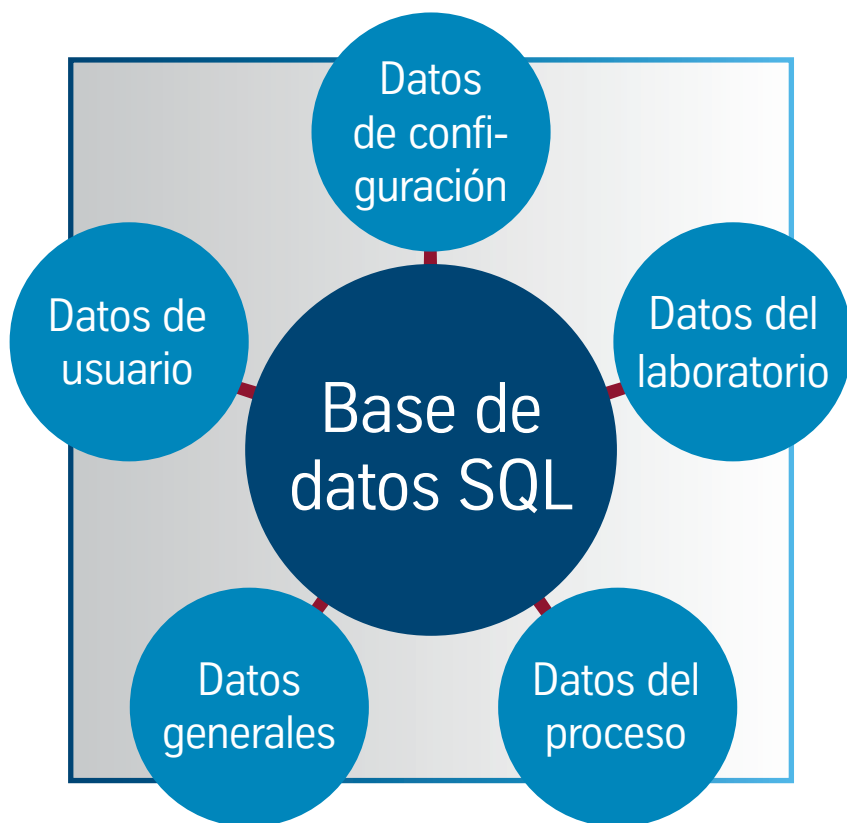 Datos
de confi-
guración
Datos de
usuario
Datos del
laboratorio
Base de
datos SQL
Datos
generales
Datos del
proceso